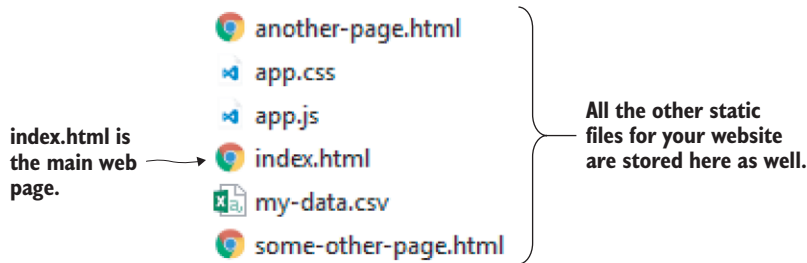 another-page.html
app.css
app.js
index.html is
the main web
page.
index.html
my-data.csv
some-other-page.html
All the other static
files for your website
are stored here as well.